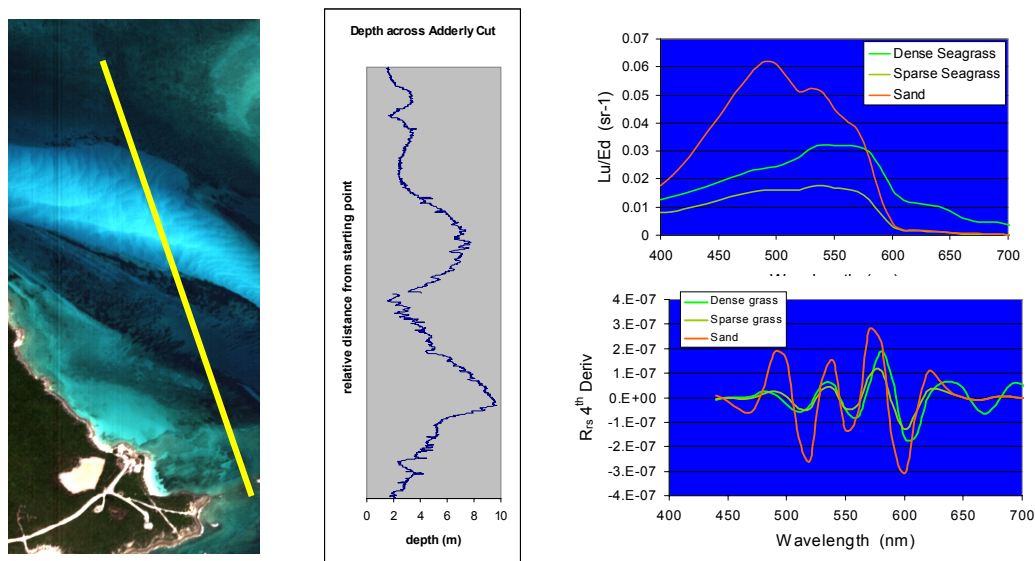 Depth across Adderly Cut
relative distance from starting point
0 2 4 6 8 10
depth (m)
0.07
0.06
0.05
0.04
0.03
0.02
0.01
0
Lu/Ed (sr-1)
Dense Seagrass
Sparse Seagrass
Sand
400 450 500 550 600 650 700
4.E-07
3.E-07
2.E-07
1.E-07
0.E+00
-1.E-07
-2.E-07
-3.E-07
-4.E-07
Rrs 4th Deriv
Dense grass
Sparse grass
Sand
400 450 500 550 600 650 700
Wavelength (nm)